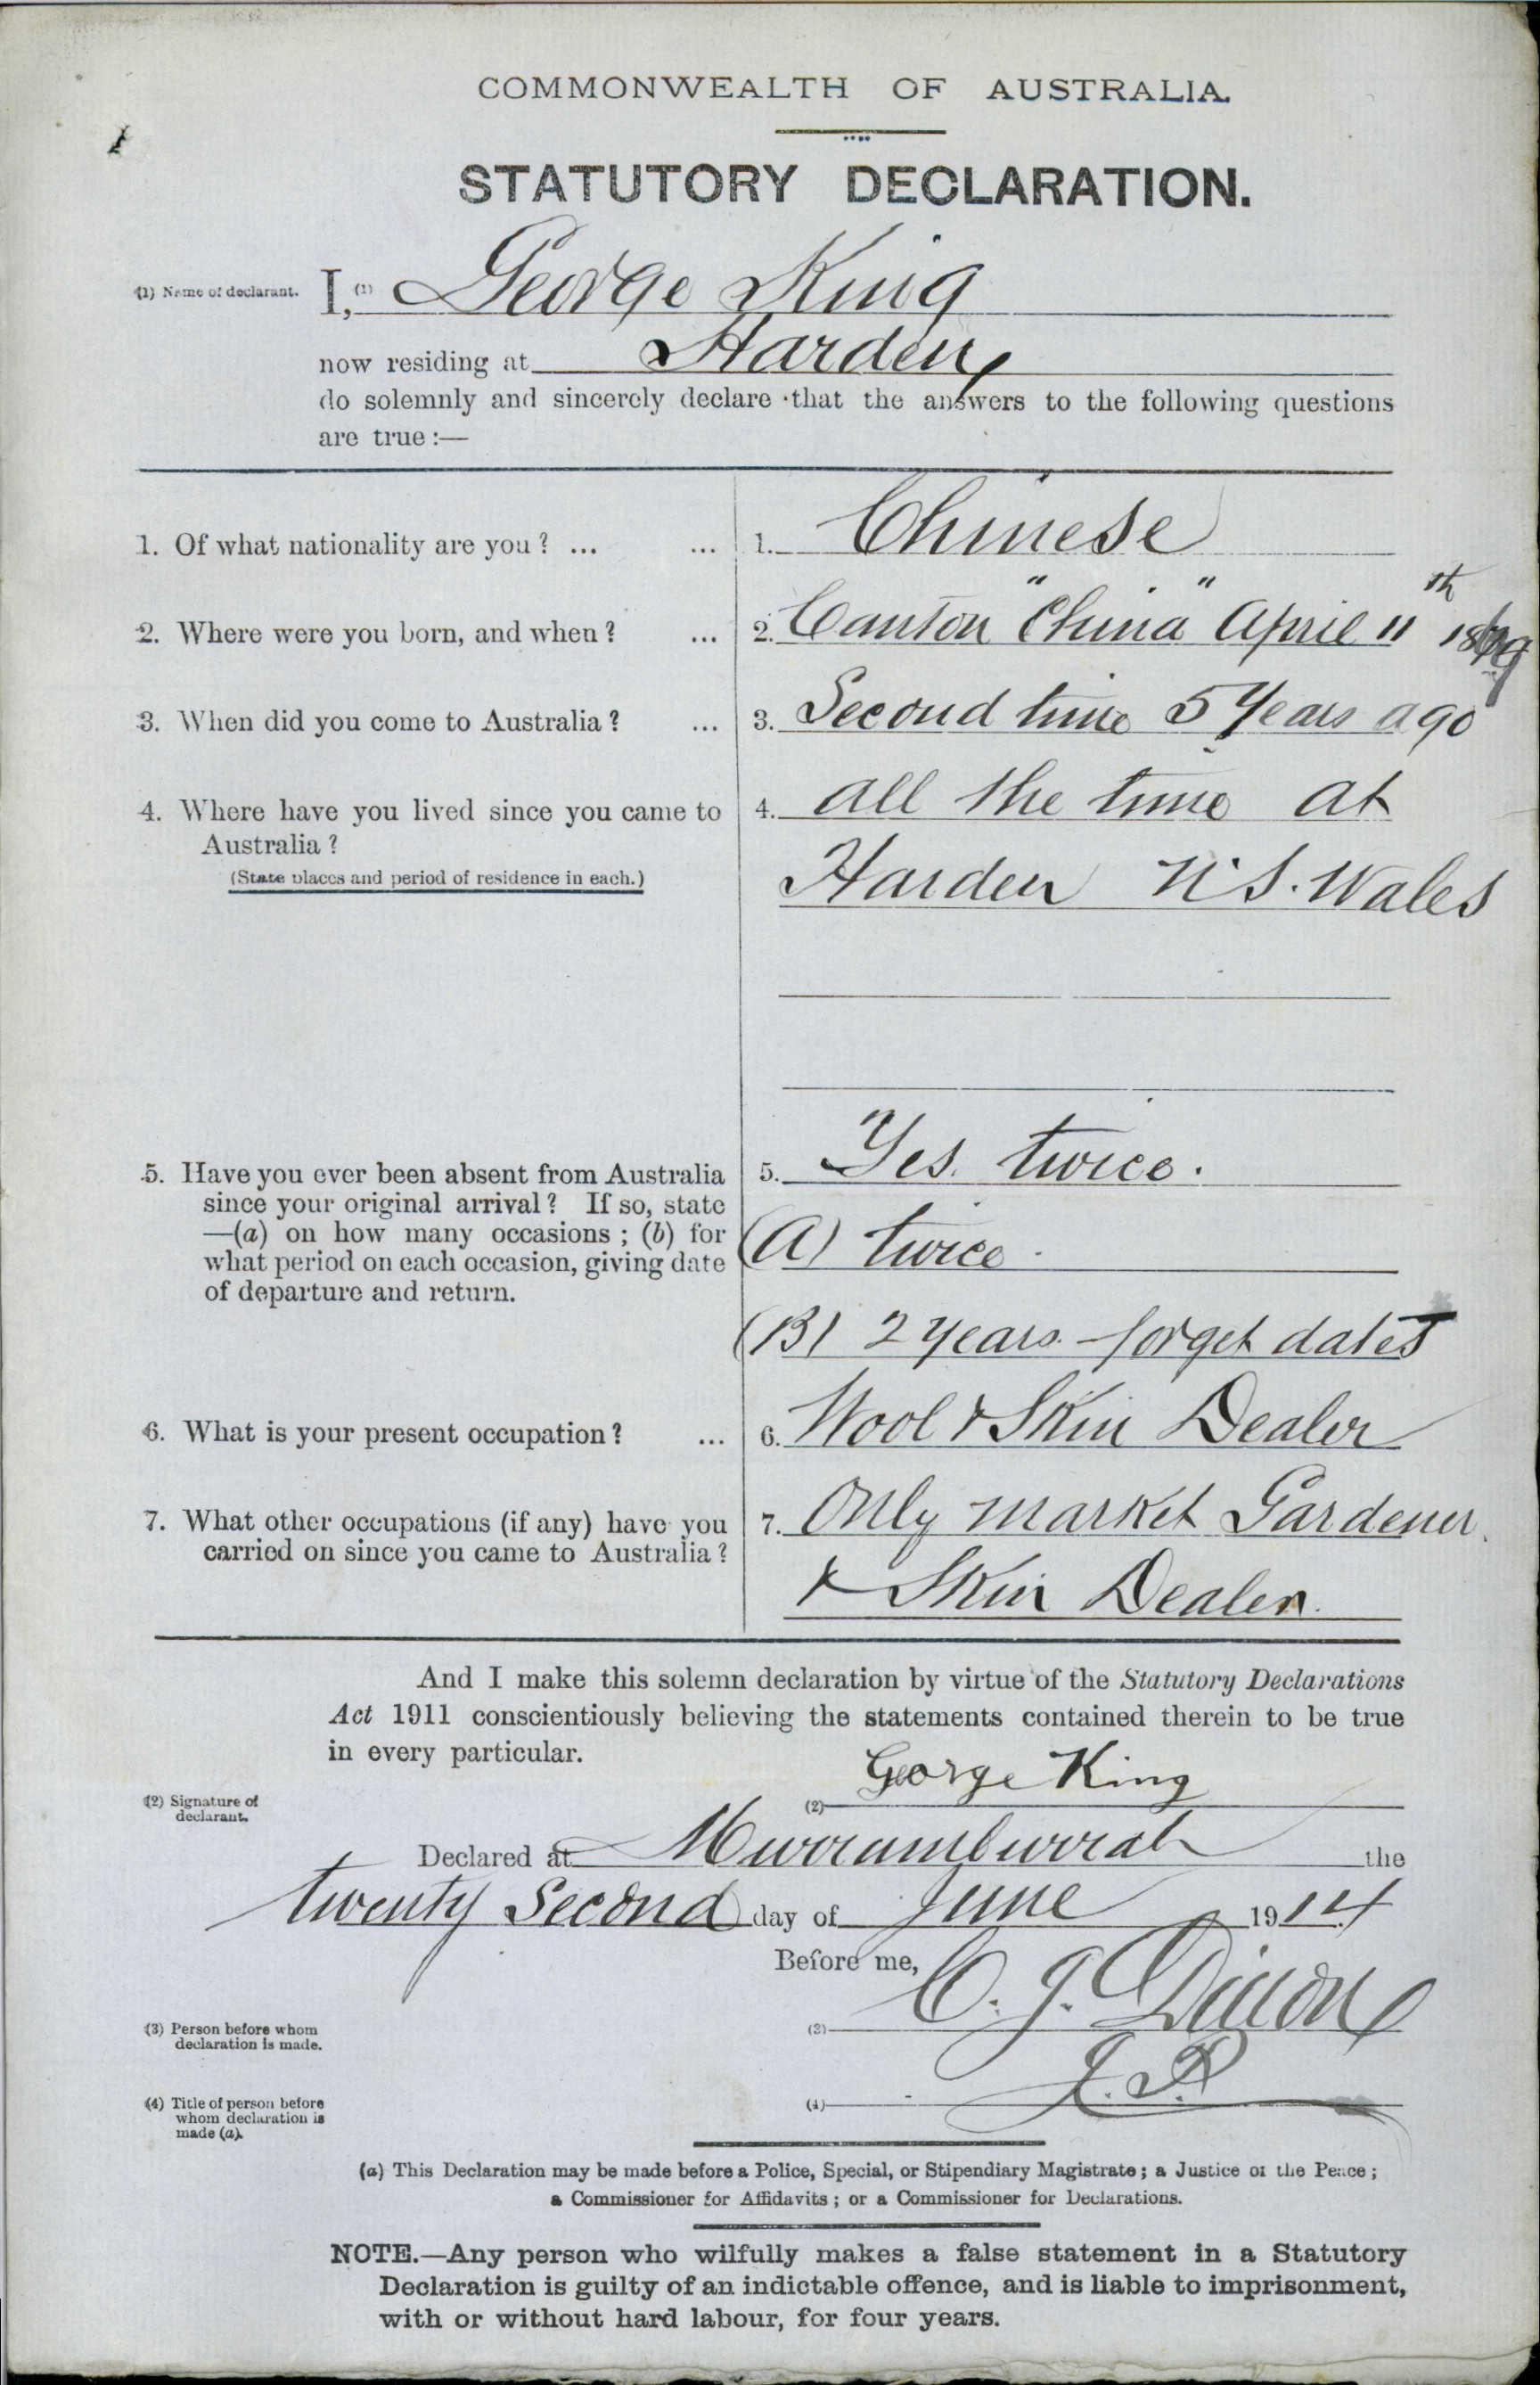 COMMONWEALTH OF AUSTRALIA.
STATUTORY DECLARATION.
(1) Name of declarant. I, (1) George King
now residing at Harden
do solemnly and sincerely declare that the answers to the following questions
are true :—
1. Of what nationality are you ? ... ... 1. Chinese
2. Where were you born, and when ? ... 2. Canton "China" April 11th
3. When did you come to Australia ? ... 3. Second time 5 years ago
4. Where have you lived since you came to 4. all the time at
Australia ?
(State places and period of residence in each.) Harden N. S. Wales
5. Have you ever been absent from Australia 5. Yes. twice.
since your original arrival ? If so, state
—(a) on how many occasions ; (b) for (A) twice.
what period on each occasion, giving date
of departure and return.
(B) 2 years - forget dates
6. What is your present occupation ? ... 6. Wool & Skin Dealer
7. What other occupations (if any) have you 7. Only market Gardener
carried on since you came to Australia ?
& Skin Dealer.
And I make this solemn declaration by virtue of the Statutory Declarations
Act 1911 conscientiously believing the statements contained therein to be true
in every particular.
(2) Signature of declarant. (2) George King
Declared at Murrumburrah the
twenty second day of June 1914
Before me,
(3) Person before whom declaration is made. (3) C. J. Dillon
(4) Title of person before whom declaration is made (a). (4) J.P.
(a) This Declaration may be made before a Police, Special, or Stipendiary Magistrate ; a Justice of the Peace ;
a Commissioner for Affidavits ; or a Commissioner for Declarations.
NOTE.—Any person who wilfully makes a false statement in a Statutory
Declaration is guilty of an indictable offence, and is liable to imprisonment,
with or without hard labour, for four years.